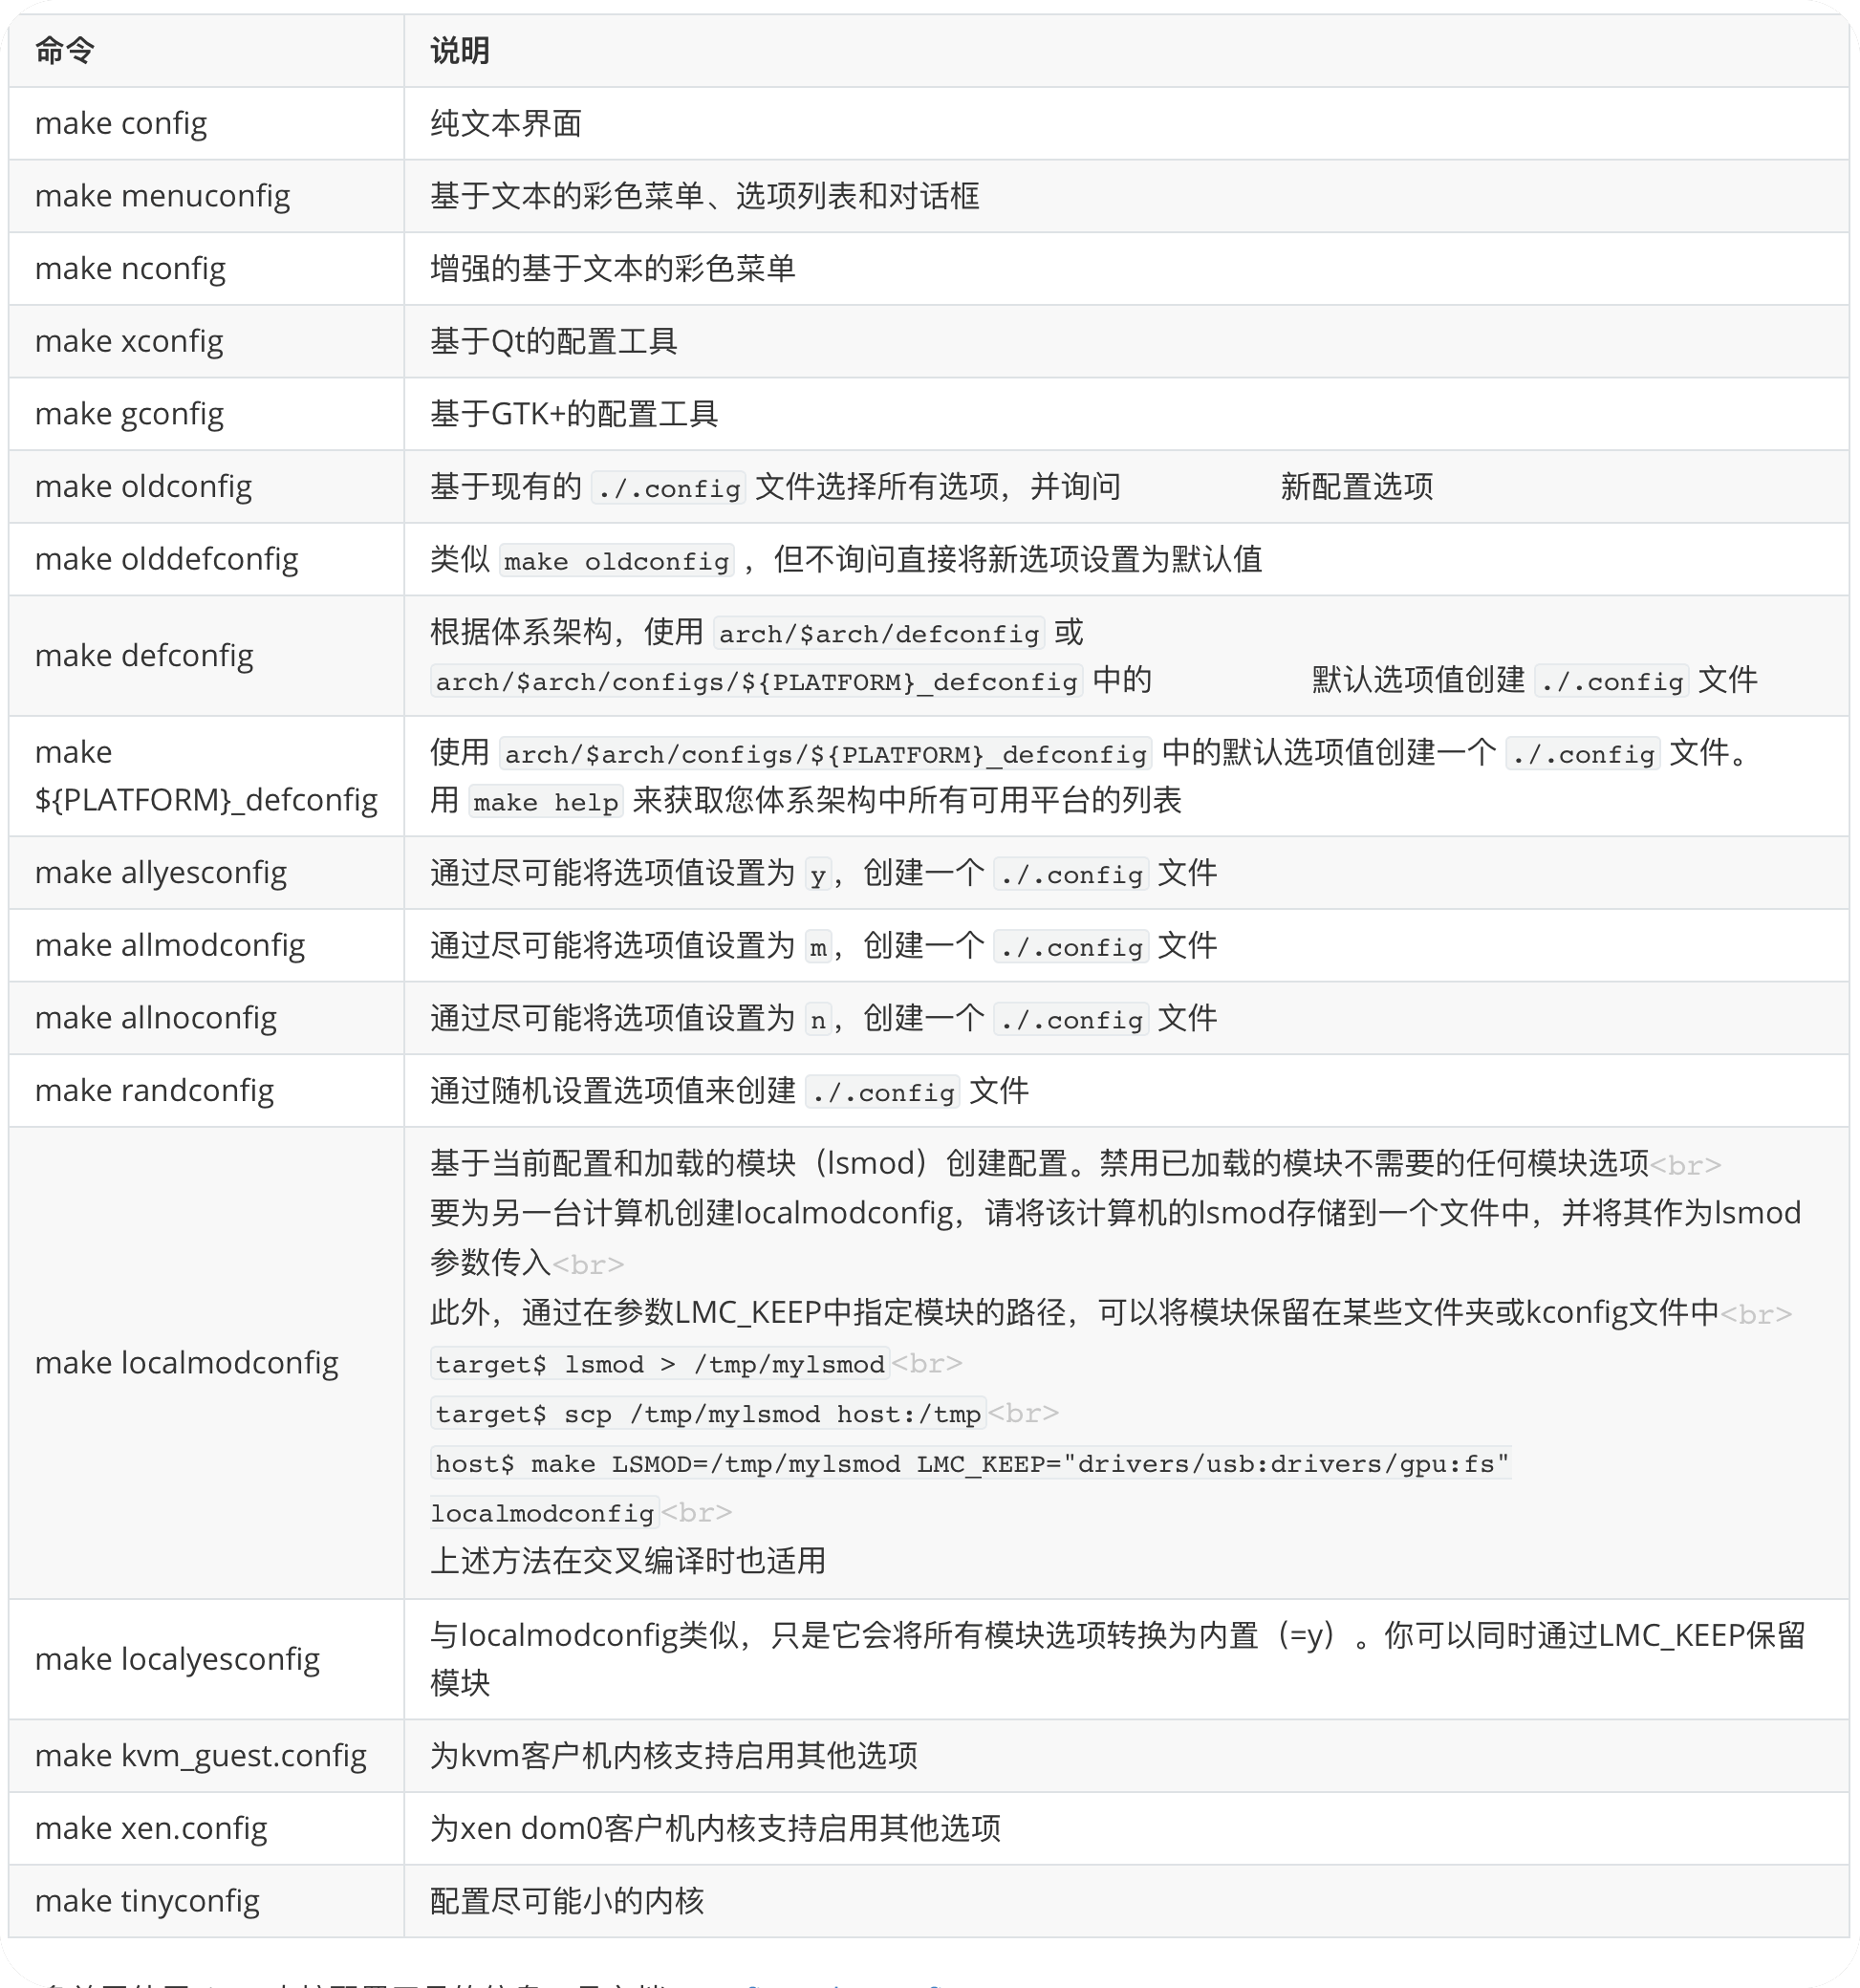 命令 说明
make config 纯文本界面
make menuconfig 基于文本的彩色菜单、选项列表和对话框
make nconfig 增强的基于文本的彩色菜单
make xconfig 基于Qt的配置工具
make gconfig 基于GTK+的配置工具
make oldconfig 基于现有的 ./.config 文件选择所有选项，并询问 新配置选项
make olddefconfig 类似 make oldconfig ，但不询问直接将新选项设置为默认值
make defconfig 根据体系架构，使用 arch/$arch/defconfig 或
arch/$arch/configs/${PLATFORM}_defconfig 中的 默认选项值创建 ./.config 文件
make
${PLATFORM}_defconfig
使用 arch/$arch/configs/${PLATFORM}_defconfig 中的默认选项值创建一个 ./.config 文件。
用 make help 来获取您体系架构中所有可用平台的列表
make allyesconfig 通过尽可能将选项值设置为 y，创建一个 ./.config 文件
make allmodconfig 通过尽可能将选项值设置为 m，创建一个 ./.config 文件
make allnoconfig 通过尽可能将选项值设置为 n，创建一个 ./.config 文件
make randconfig 通过随机设置选项值来创建 ./.config 文件
make localmodconfig
基于当前配置和加载的模块（lsmod）创建配置。禁用已加载的模块不需要的任何模块选项<br>
要为另一台计算机创建localmodconfig，请将该计算机的lsmod存储到一个文件中，并将其作为lsmod
参数传入<br>
此外，通过在参数LMC_KEEP中指定模块的路径，可以将模块保留在某些文件夹或kconfig文件中<br>
target$ lsmod > /tmp/mylsmod<br>
target$ scp /tmp/mylsmod host:/tmp<br>
host$ make LSMOD=/tmp/mylsmod LMC_KEEP="drivers/usb:drivers/gpu:fs"
localmodconfig<br>
上述方法在交叉编译时也适用
make localyesconfig
与localmodconfig类似，只是它会将所有模块选项转换为内置（=y）。你可以同时通过LMC_KEEP保留
模块
make kvm_guest.config 为kvm客户机内核支持启用其他选项
make xen.config 为xen dom0客户机内核支持启用其他选项
make tinyconfig 配置尽可能小的内核